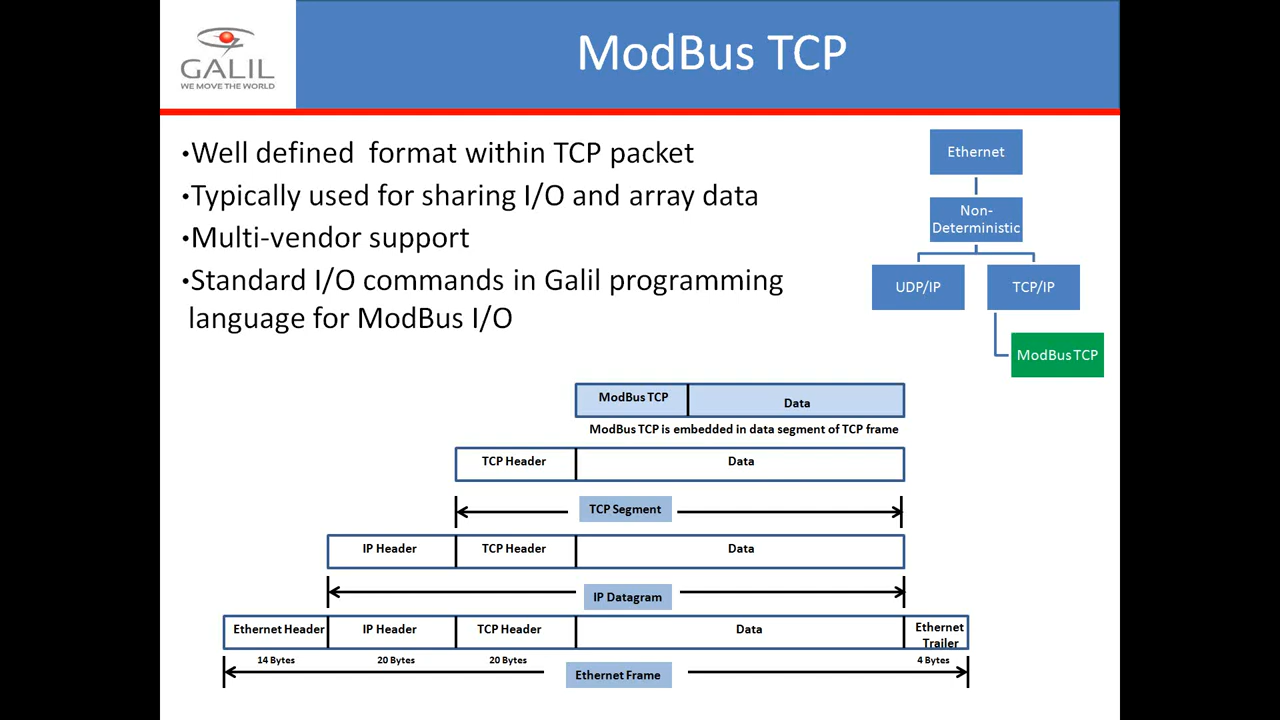 GALIL
WE MOVE THE WORLD
ModBus TCP
•Well defined  format within TCP packet
•Typically used for sharing I/O and array data
•Multi-vendor support
•Standard I/O commands in Galil programming
language for ModBus I/O
Ethernet
Non-
Deterministic
UDP/IP
TCP/IP
ModBus TCP
ModBus TCP
Data
ModBus TCP is embedded in data segment of TCP frame
TCP Header
Data
TCP Segment
IP Header
TCP Header
Data
IP Datagram
Ethernet Header
IP Header
TCP Header
Data
Ethernet
Trailer
14 Bytes
20 Bytes
20 Bytes
4 Bytes
Ethernet Frame